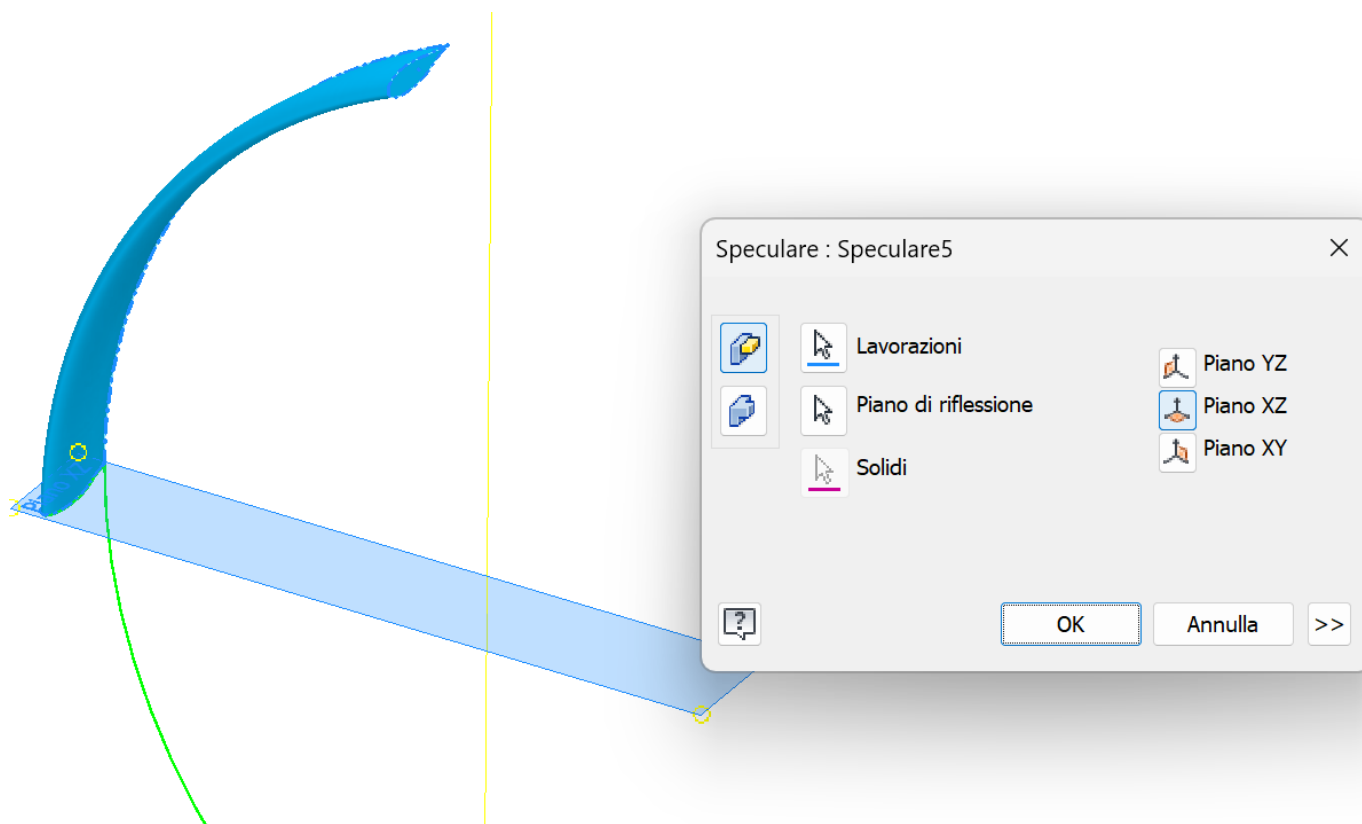 Speculare : Speculare5
Lavorazioni
Piano di riflessione
Solidi
Piano YZ
Piano XZ
Piano XY
?
OK
Annulla
>>